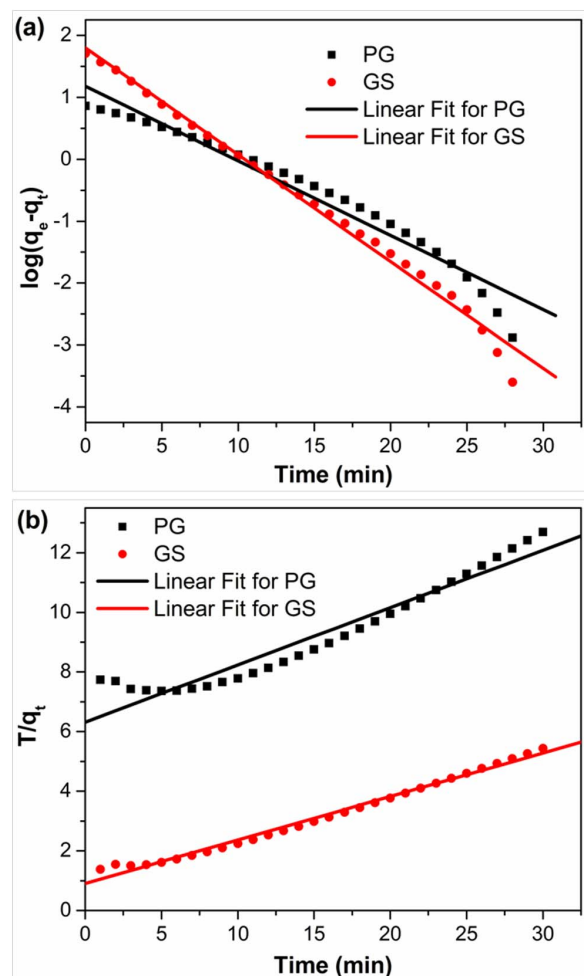 (a)
2
1
0
-1
-2
-3
-4
log(qe-qt)
PG
GS
Linear Fit for PG
Linear Fit for GS
0 5 10 15 20 25 30
Time (min)
(b)
12
10
8
6
4
2
0
T/qt
PG
GS
Linear Fit for PG
Linear Fit for GS
0 5 10 15 20 25 30
Time (min)